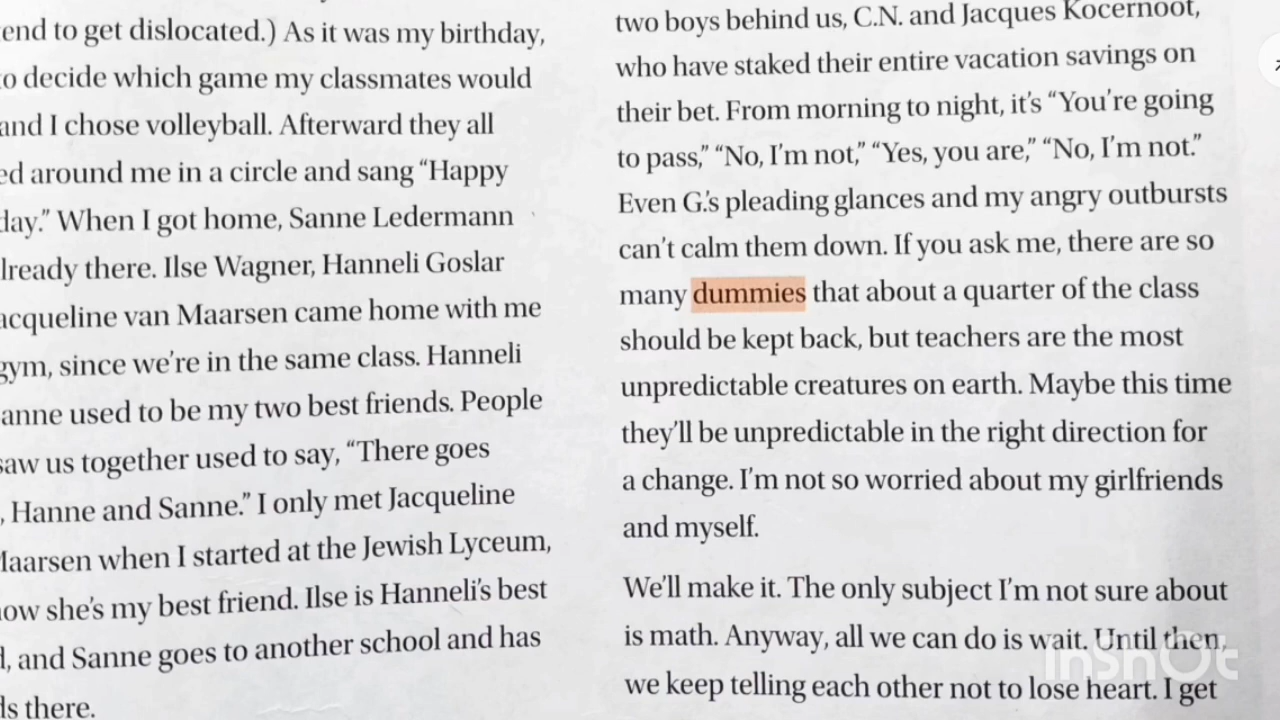 end to get dislocated.) As it was my birthday,
o decide which game my classmates would
and I chose volleyball. Afterward they all
ed around me in a circle and sang “Happy
day.” When I got home, Sanne Ledermann
lready there. Ilse Wagner, Hanneli Goslar
acqueline van Maarsen came home with me
gym, since we’re in the same class. Hanneli
anne used to be my two best friends. People
saw us together used to say, “There goes
, Hanne and Sanne.” I only met Jacqueline
Maarsen when I started at the Jewish Lyceum,
now she’s my best friend. Ilse is Hanneli’s best
d, and Sanne goes to another school and has
ds there.
two boys behind us, C.N. and Jacques Kocernoot,
who have staked their entire vacation savings on
their bet. From morning to night, it’s “You’re going
to pass,” “No, I’m not,” “Yes, you are,” “No, I’m not.”
Even G.’s pleading glances and my angry outbursts
can’t calm them down. If you ask me, there are so
many dummies that about a quarter of the class
should be kept back, but teachers are the most
unpredictable creatures on earth. Maybe this time
they’ll be unpredictable in the right direction for
a change. I’m not so worried about my girlfriends
and myself.
We’ll make it. The only subject I’m not sure about
is math. Anyway, all we can do is wait. Until then,
we keep telling each other not to lose heart. I get
InShOt